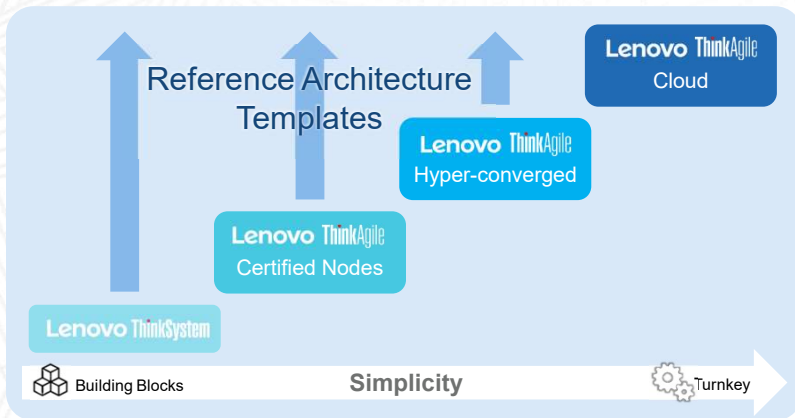 Lenovo ThinkAgile
Cloud
Reference Architecture
Templates
Lenovo ThinkAgile
Hyper-converged
Lenovo ThinkAgile
Certified Nodes
Lenovo ThinkSystem
Building Blocks
Simplicity
Turnkey